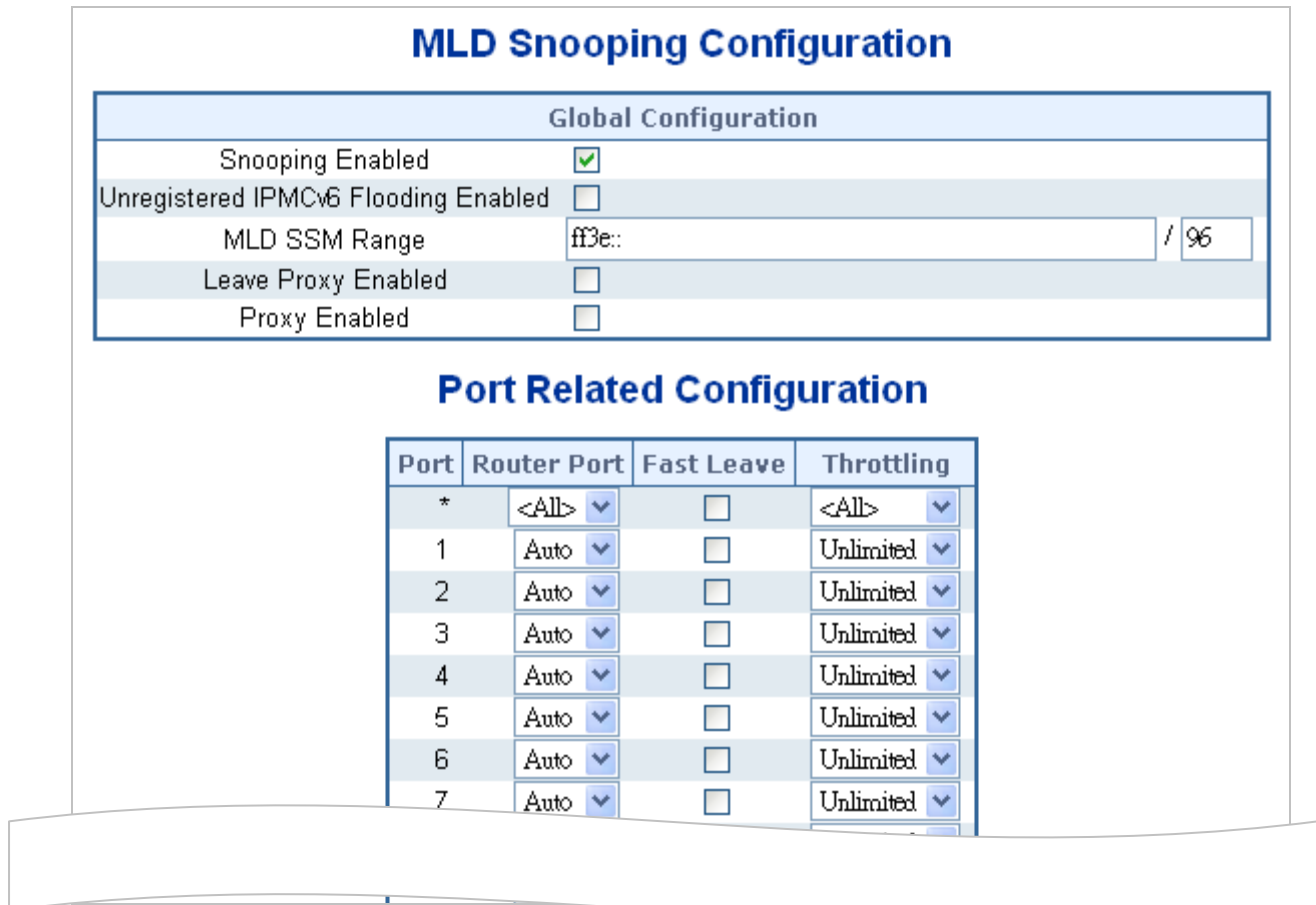 MLD Snooping Configuration
Global Configuration
Snooping Enabled
Unregistered IPMCv6 Flooding Enabled
MLD SSM Range ff3e:: / 96
Leave Proxy Enabled
Proxy Enabled
Port Related Configuration
Port Router Port Fast Leave Throttling
* <All> <All>
1 Auto Unlimited
2 Auto Unlimited
3 Auto Unlimited
4 Auto Unlimited
5 Auto Unlimited
6 Auto Unlimited
7 Auto Unlimited